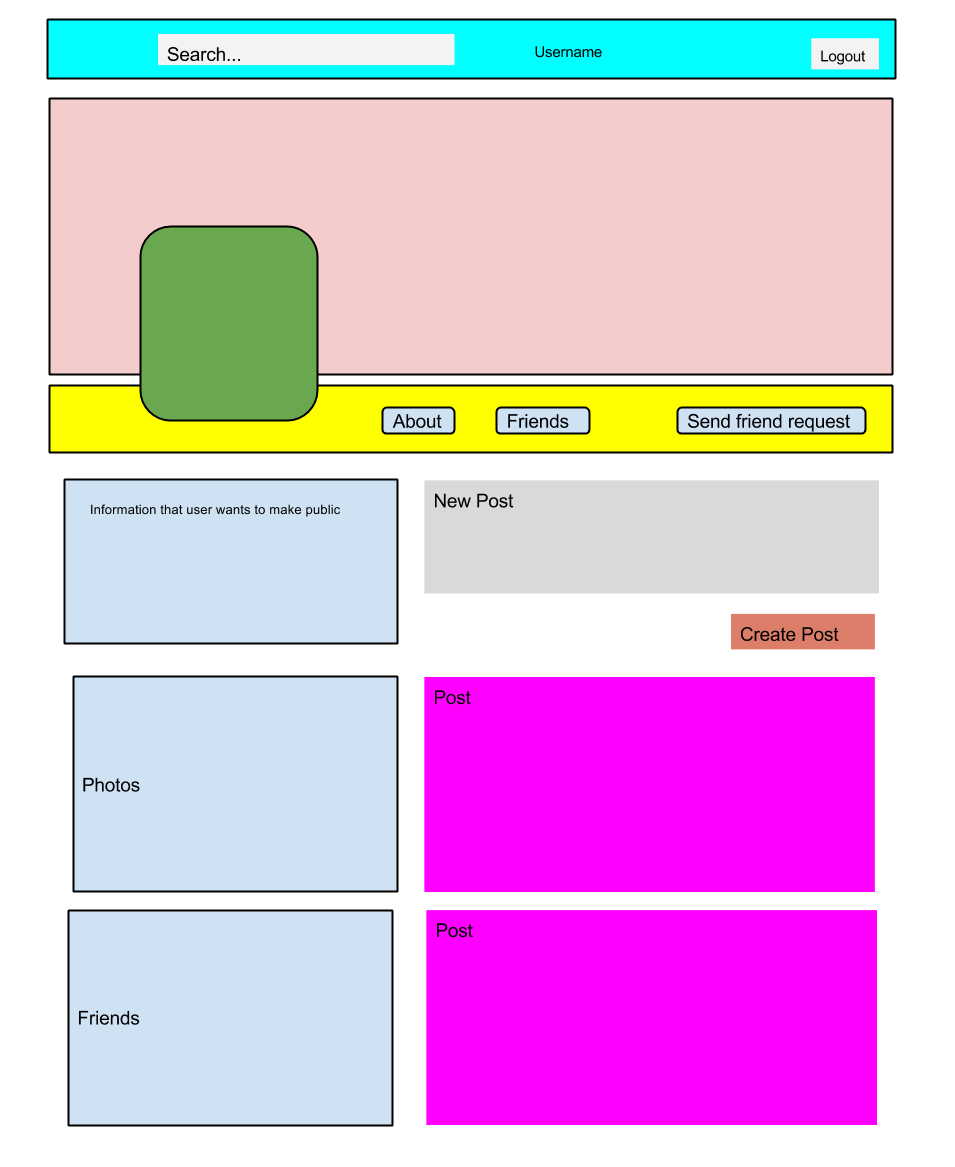 Search...
Username
Logout
About
Friends
Send friend request
Information that user wants to make public
New Post
Create Post
Photos
Post
Friends
Post